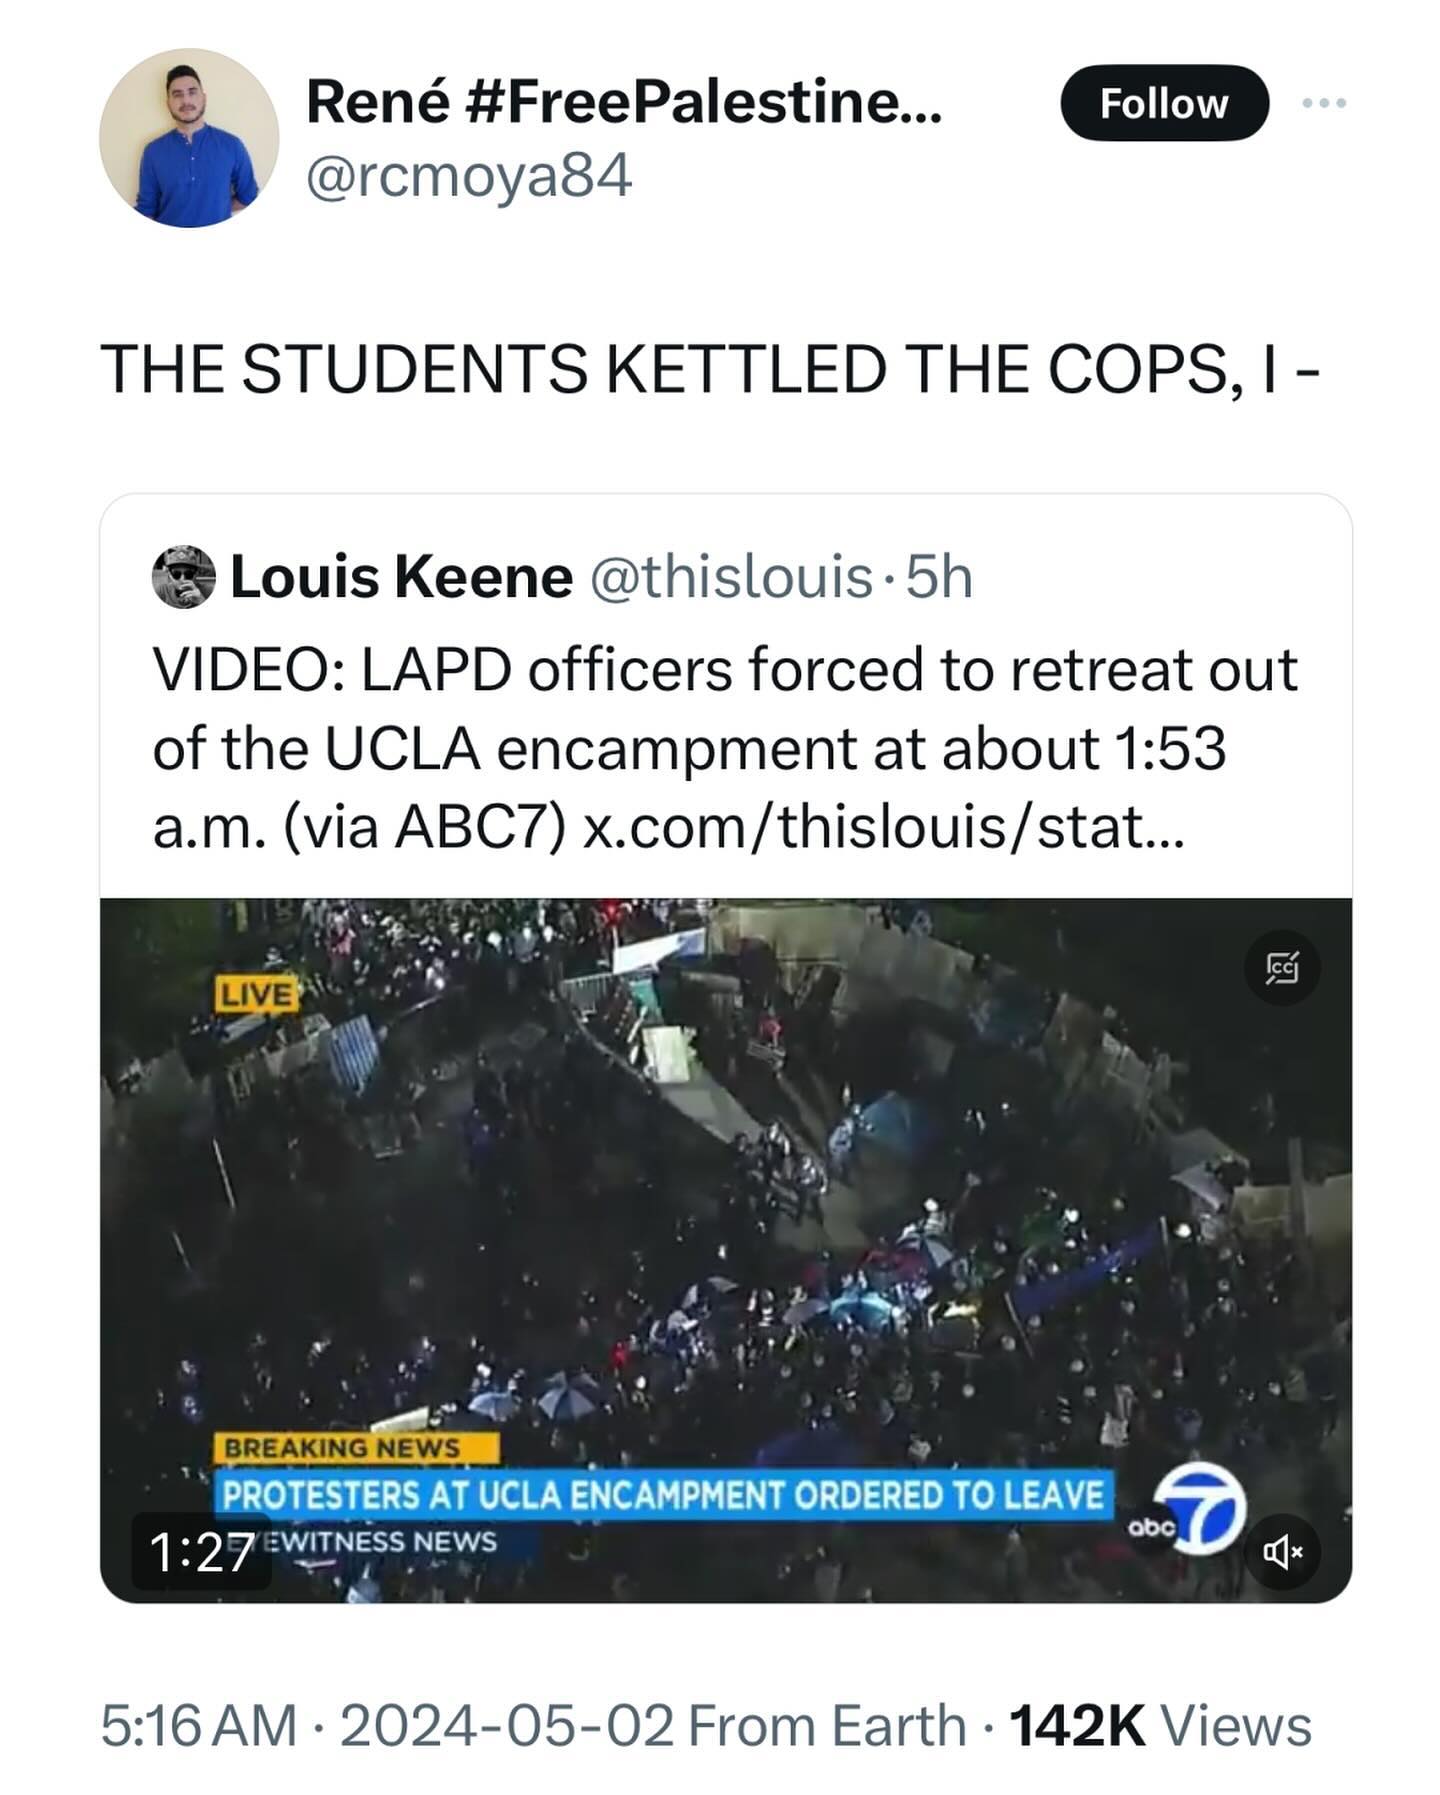 René #FreePalestine...
Follow
@rcmoya84
THE STUDENTS KETTLED THE COPS, I -
Louis Keene @thislouis · 5h
VIDEO: LAPD officers forced to retreat out
of the UCLA encampment at about 1:53
a.m. (via ABC7) x.com/thislouis/stat...
CC
LIVE
BREAKING NEWS
PROTESTERS AT UCLA ENCAMPMENT ORDERED TO LEAVE
abc 7
1:27
EYEWITNESS NEWS
5:16 AM · 2024-05-02 From Earth · 142K Views